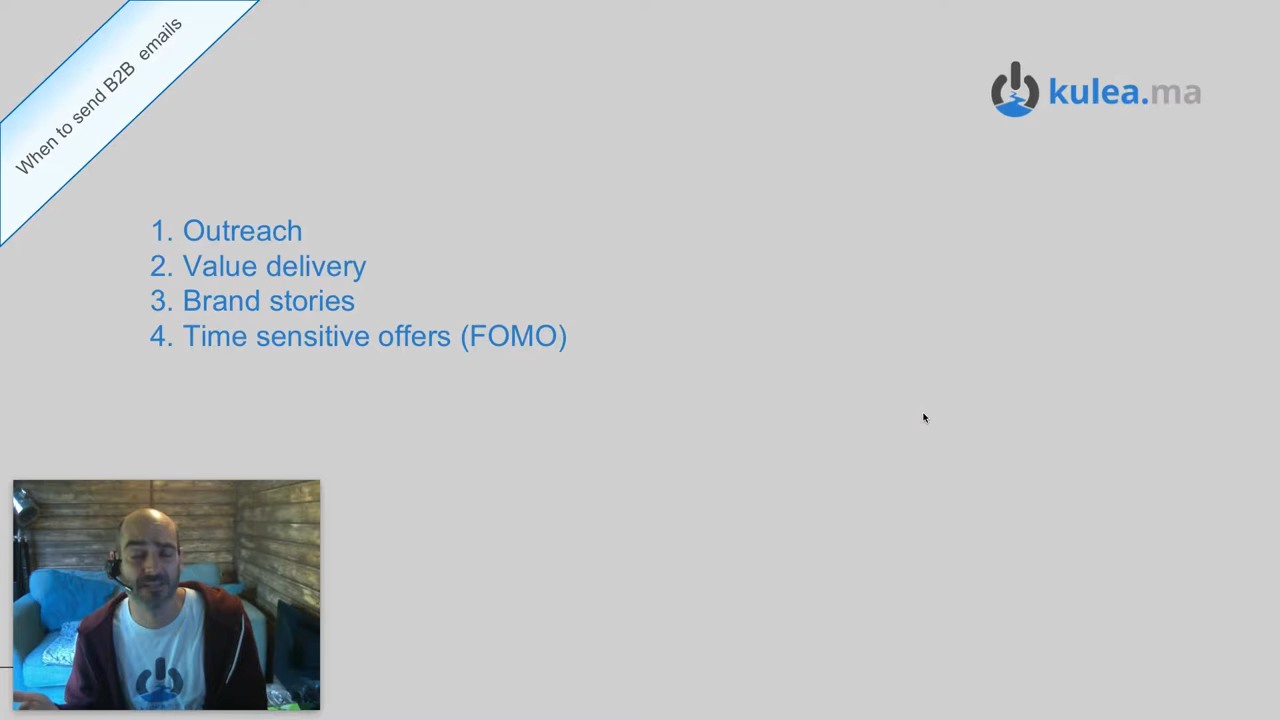 When to send B2B emails
kulea.ma
1. Outreach
2. Value delivery
3. Brand stories
4. Time sensitive offers (FOMO)